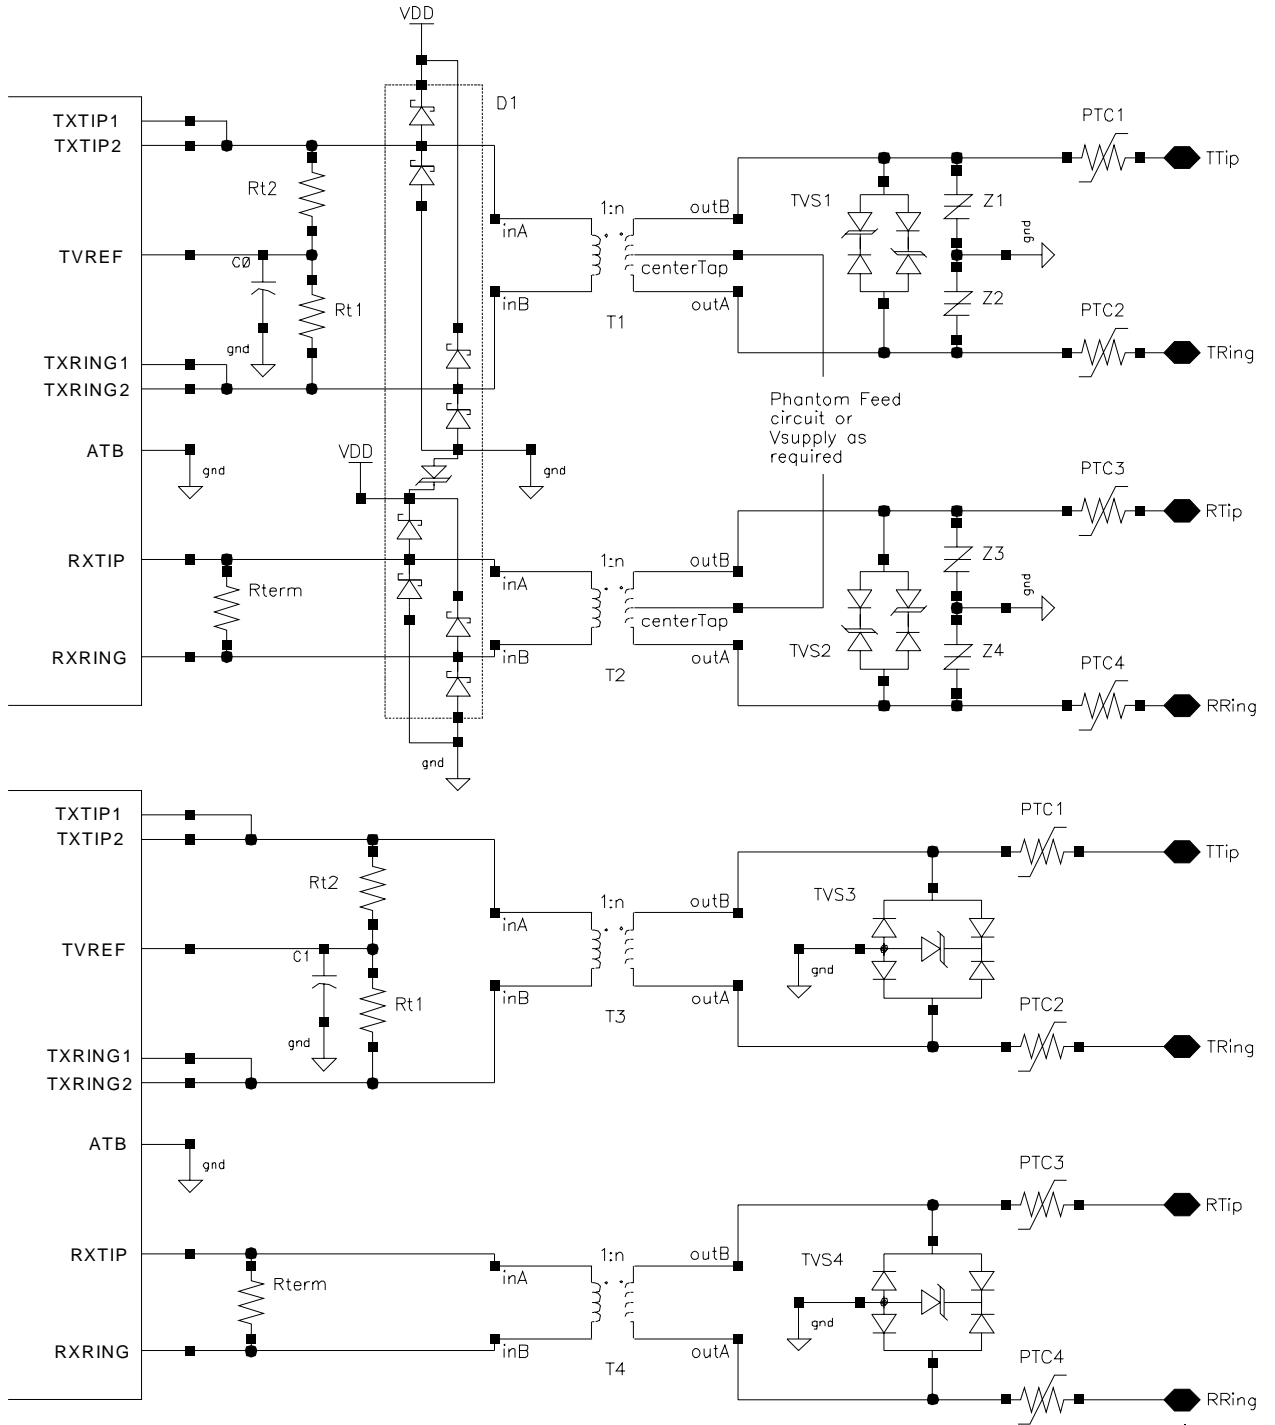 VDD
D1
TXTIP1
TXTIP2
Rt2
TVREF
C0
Rt1
gnd
TXRING1
TXRING2
ATB
gnd
VDD
gnd
RXTIP
Rterm
RXRING
gnd
1:n
inA
inB
T1
outB
centerTap
outA
TVS1
Z1
Z2
gnd
PTC1
TTip
PTC2
TRing
Phantom Feed
circuit or
Vsupply as
required
1:n
inA
inB
T2
outB
centerTap
outA
TVS2
Z3
Z4
gnd
PTC3
RTip
PTC4
RRing
TXTIP1
TXTIP2
Rt2
TVREF
C1
Rt1
gnd
TXRING1
TXRING2
ATB
gnd
RXTIP
Rterm
RXRING
1:n
inA
inB
T3
outB
outA
TVS3
gnd
PTC1
TTip
PTC2
TRing
1:n
inA
inB
T4
outB
outA
TVS4
gnd
PTC3
RTip
PTC4
RRing